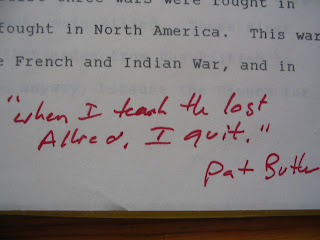 three wars were fought in
fought in North America. This war
e French and Indian War, and in
"when I teach the last
Allred, I quit."
Pat Butler